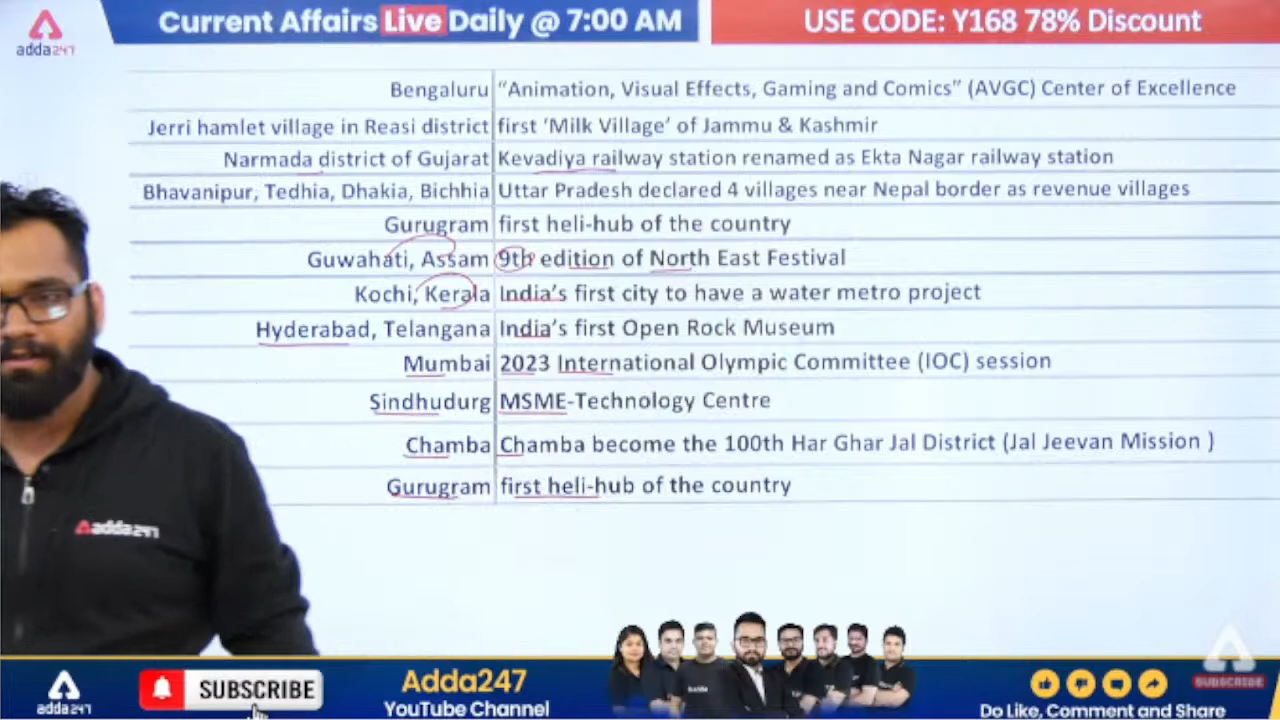 Current Affairs Live Daily @ 7:00 AM
USE CODE: Y168 78% Discount
adda247
Bengaluru "Animation, Visual Effects, Gaming and Comics" (AVGC) Center of Excellence
Jerri hamlet village in Reasi district first 'Milk Village' of Jammu & Kashmir
Narmada district of Gujarat Kevadiya railway station renamed as Ekta Nagar railway station
Bhavanipur, Tedhia, Dhakia, Bichhia Uttar Pradesh declared 4 villages near Nepal border as revenue villages
Gurugram first heli-hub of the country
Guwahati, Assam 9th edition of North East Festival
Kochi, Kerala India's first city to have a water metro project
Hyderabad, Telangana India's first Open Rock Museum
Mumbai 2023 International Olympic Committee (IOC) session
Sindhudurg MSME-Technology Centre
Chamba Chamba become the 100th Har Ghar Jal District (Jal Jeevan Mission )
Gurugram first heli-hub of the country
adda247
adda247
SUBSCRIBE
Adda247
YouTube Channel
SUBSCRIBE
Do Like, Comment and Share